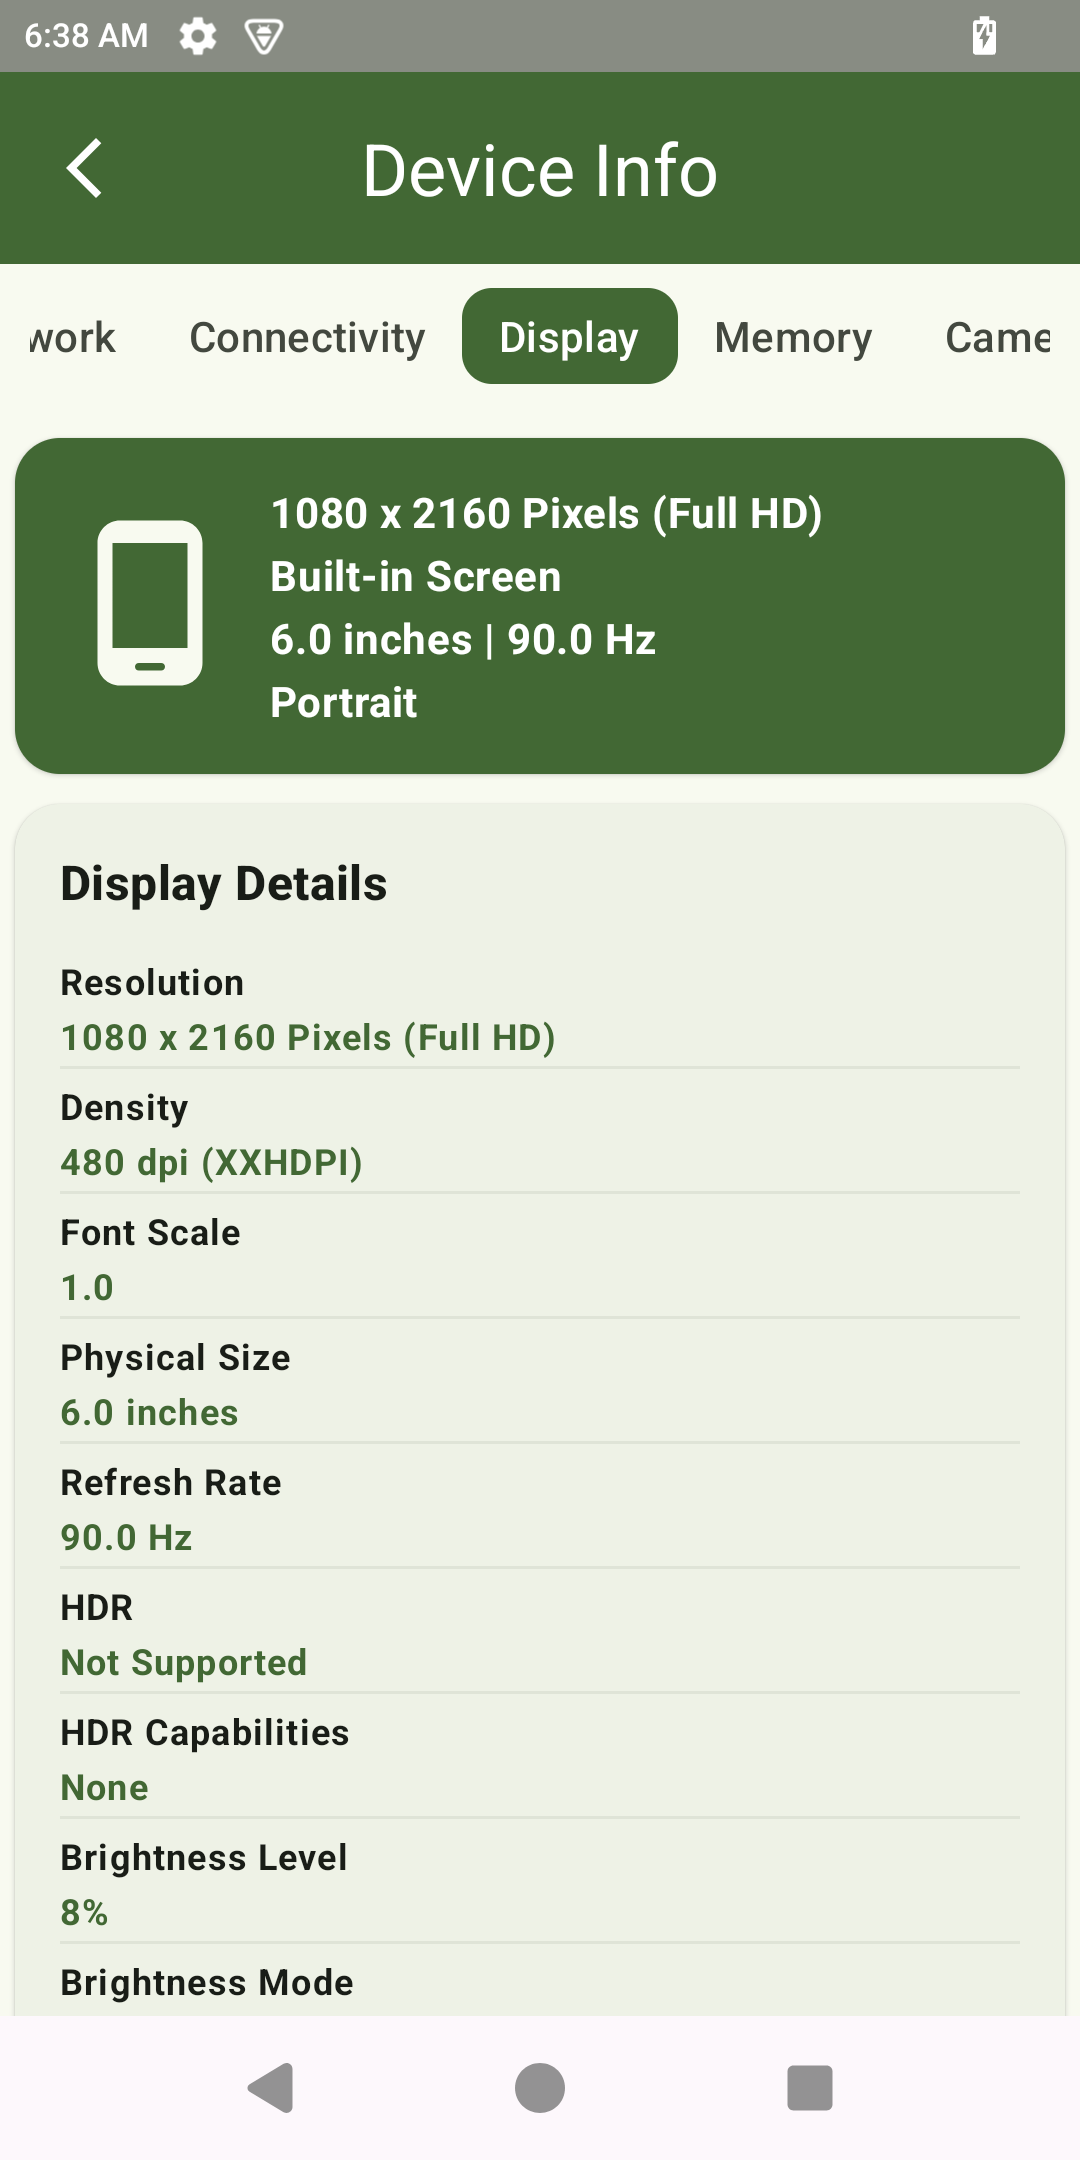 6:38 AM
Device Info
work Connectivity Display Memory Came
1080 x 2160 Pixels (Full HD)
Built-in Screen
6.0 inches | 90.0 Hz
Portrait
Display Details
Resolution
1080 x 2160 Pixels (Full HD)
Density
480 dpi (XXHDPI)
Font Scale
1.0
Physical Size
6.0 inches
Refresh Rate
90.0 Hz
HDR
Not Supported
HDR Capabilities
None
Brightness Level
8%
Brightness Mode